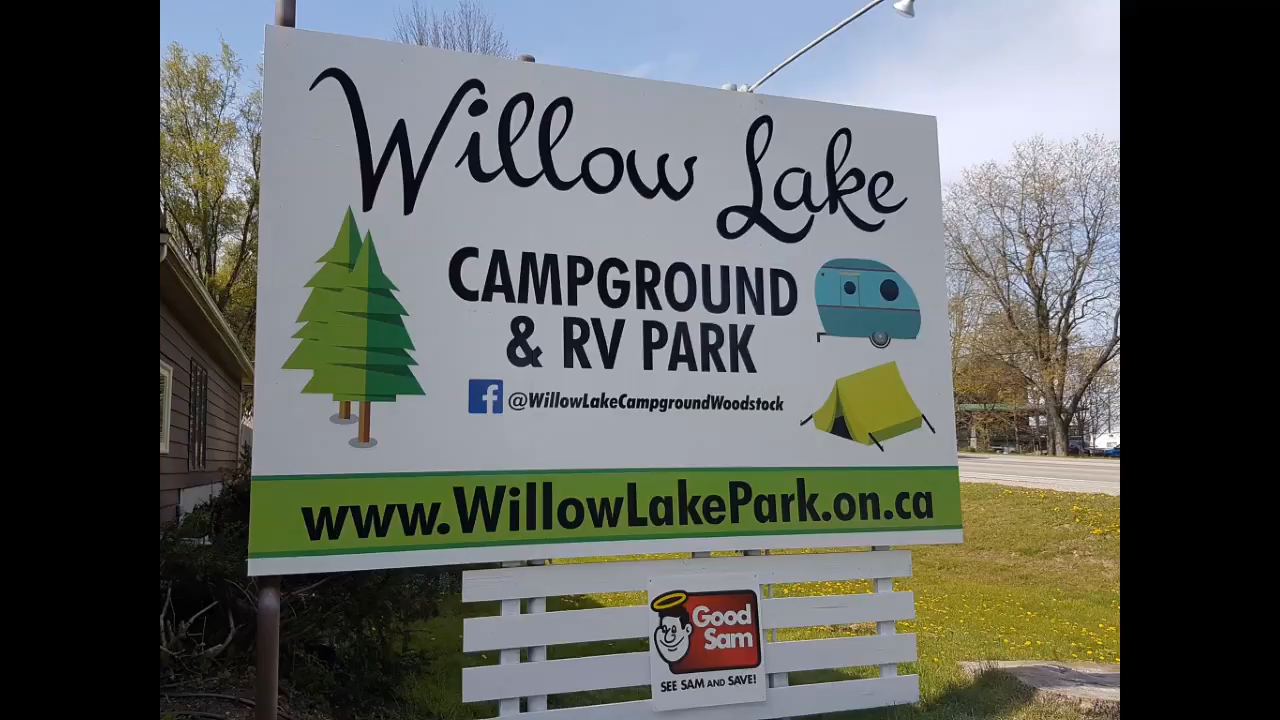 Willow Lake
CAMPGROUND
& RV PARK
@WillowLakeCampgroundWoodstock
www.WillowLakePark.on.ca
Good
Sam
SEE SAM AND SAVE!